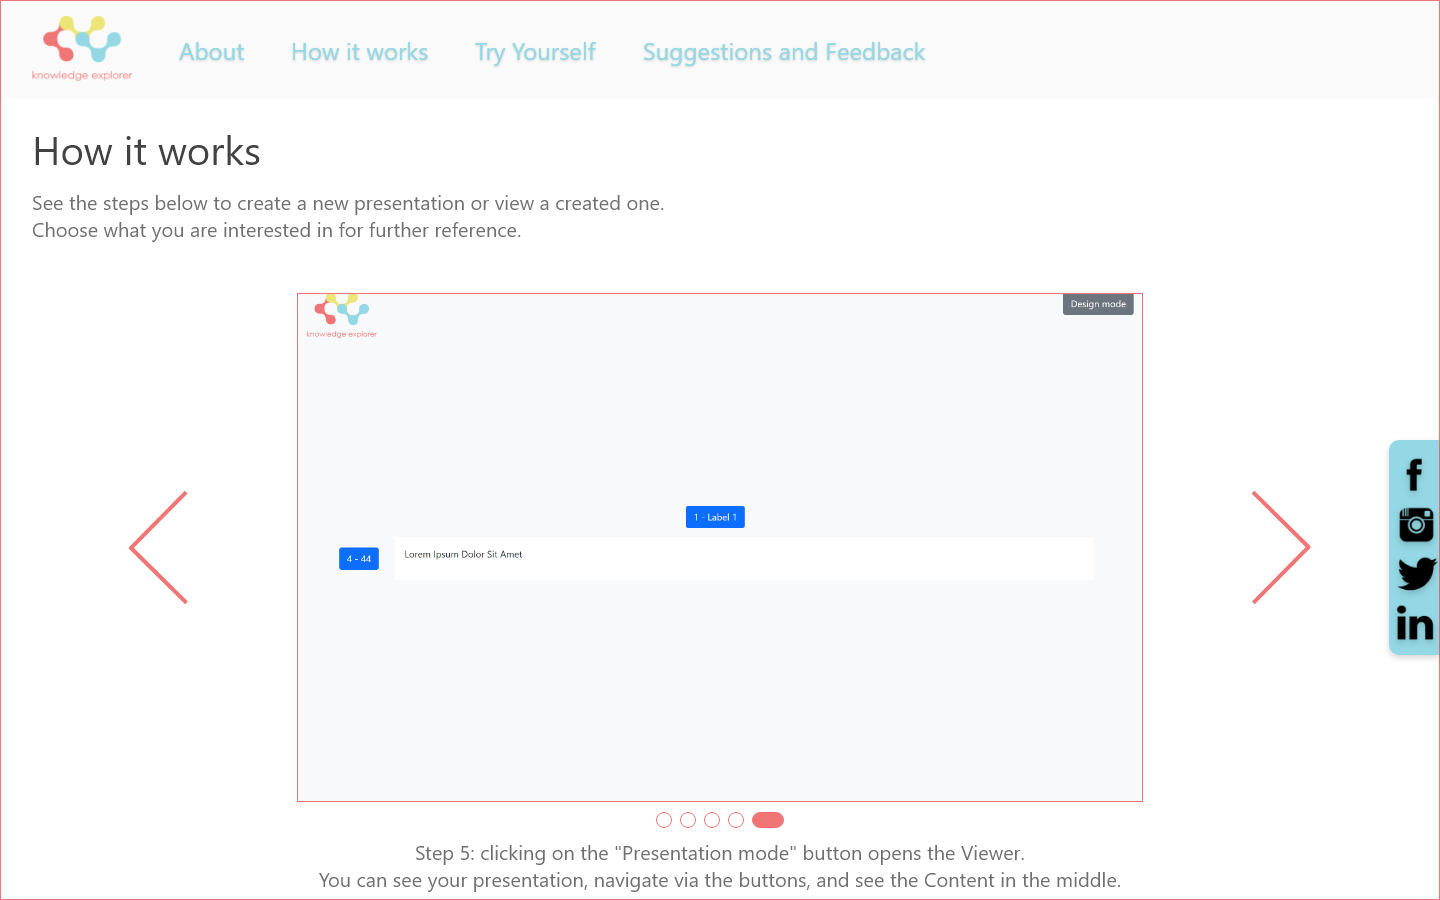 knowledge explorer
About
How it works
Try Yourself
Suggestions and Feedback
How it works
See the steps below to create a new presentation or view a created one.
Choose what you are interested in for further reference.
knowledge explorer
Design mode
1 - Label 1
4 - 44
Lorem Ipsum Dolor Sit Amet
Step 5: clicking on the "Presentation mode" button opens the Viewer.
You can see your presentation, navigate via the buttons, and see the Content in the middle.